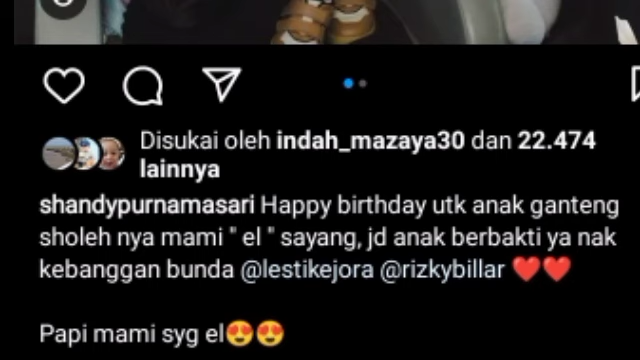 Disukai oleh indah_mazaya30 dan 22.474
lainnya
shandypurnamasari Happy birthday utk anak ganteng
sholeh nya mami " el " sayang, jd anak berbakti ya nak
kebanggan bunda @lestikejora @rizkybillar ❤️❤️
Papi mami syg el😍😍